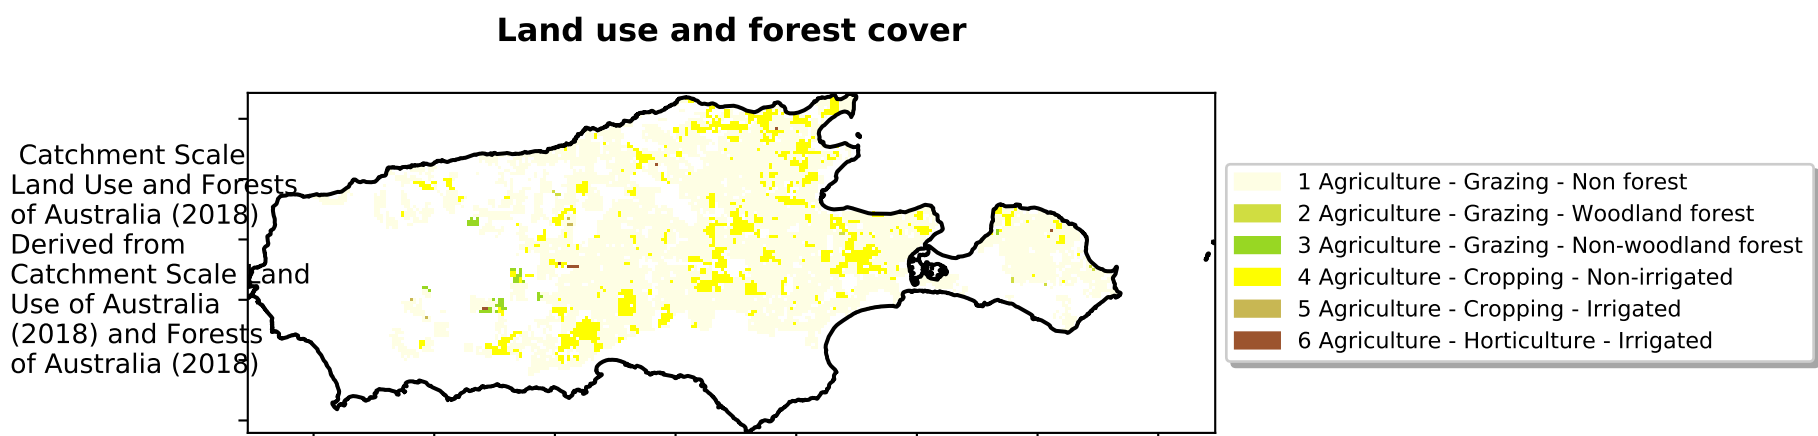 Land use and forest cover
Catchment Scale
Land Use and Forests
of Australia (2018)
Derived from
Catchment Scale Land
Use of Australia
(2018) and Forests
of Australia (2018)
1 Agriculture - Grazing - Non forest
2 Agriculture - Grazing - Woodland forest
3 Agriculture - Grazing - Non-woodland forest
4 Agriculture - Cropping - Non-irrigated
5 Agriculture - Cropping - Irrigated
6 Agriculture - Horticulture - Irrigated